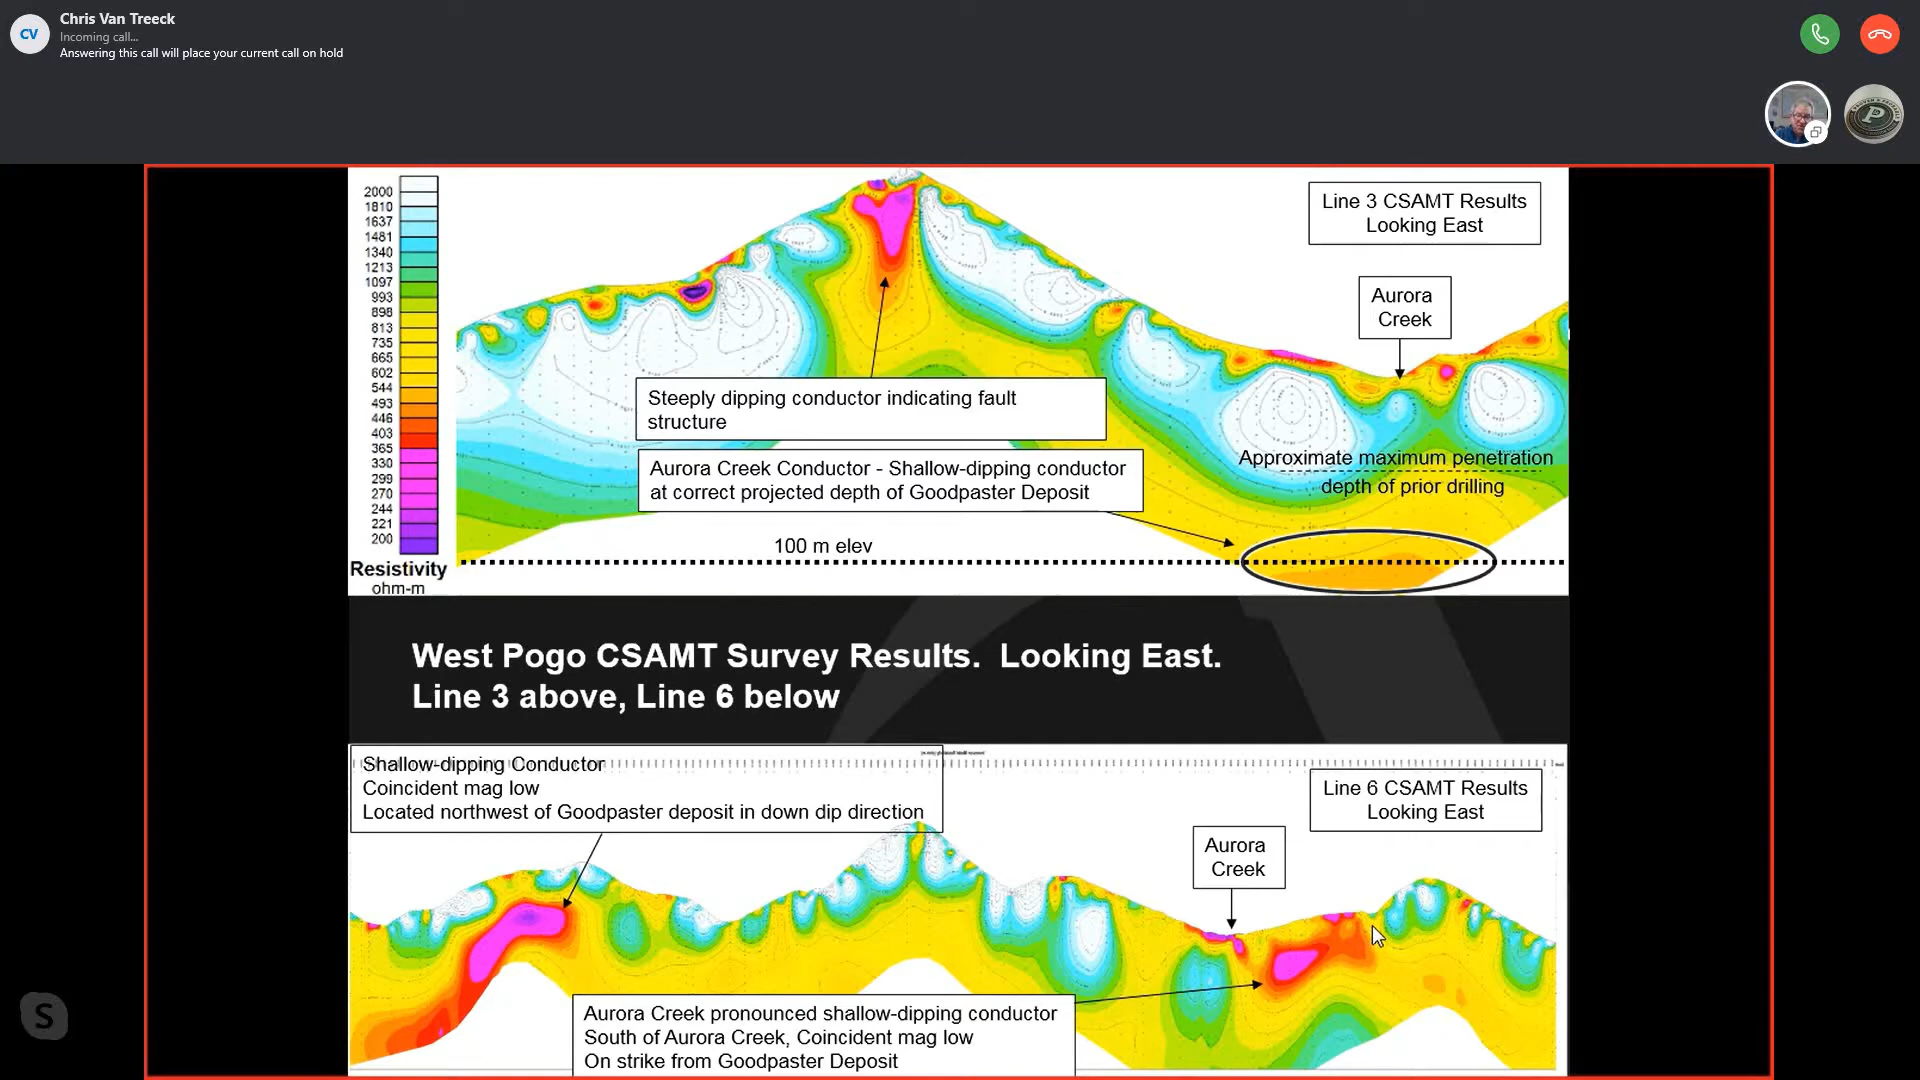 Chris Van Treeck
CV
Incoming call...
Answering this call will place your current call on hold
P
2000
1810
1637
1481
1340
1213
1097
993
898
813
735
665
602
544
493
446
403
365
330
299
270
244
221
200
Resistivity
ohm-m
Line 3 CSAMT Results
Looking East
Aurora
Creek
Steeply dipping conductor indicating fault
structure
Aurora Creek Conductor - Shallow-dipping conductor
at correct projected depth of Goodpaster Deposit
Approximate maximum penetration
depth of prior drilling
100 m elev
West Pogo CSAMT Survey Results. Looking East.
Line 3 above, Line 6 below
Shallow-dipping Conductor
Coincident mag low
Located northwest of Goodpaster deposit in down dip direction
Line 6 CSAMT Results
Looking East
Aurora
Creek
Aurora Creek pronounced shallow-dipping conductor
South of Aurora Creek, Coincident mag low
On strike from Goodpaster Deposit
S